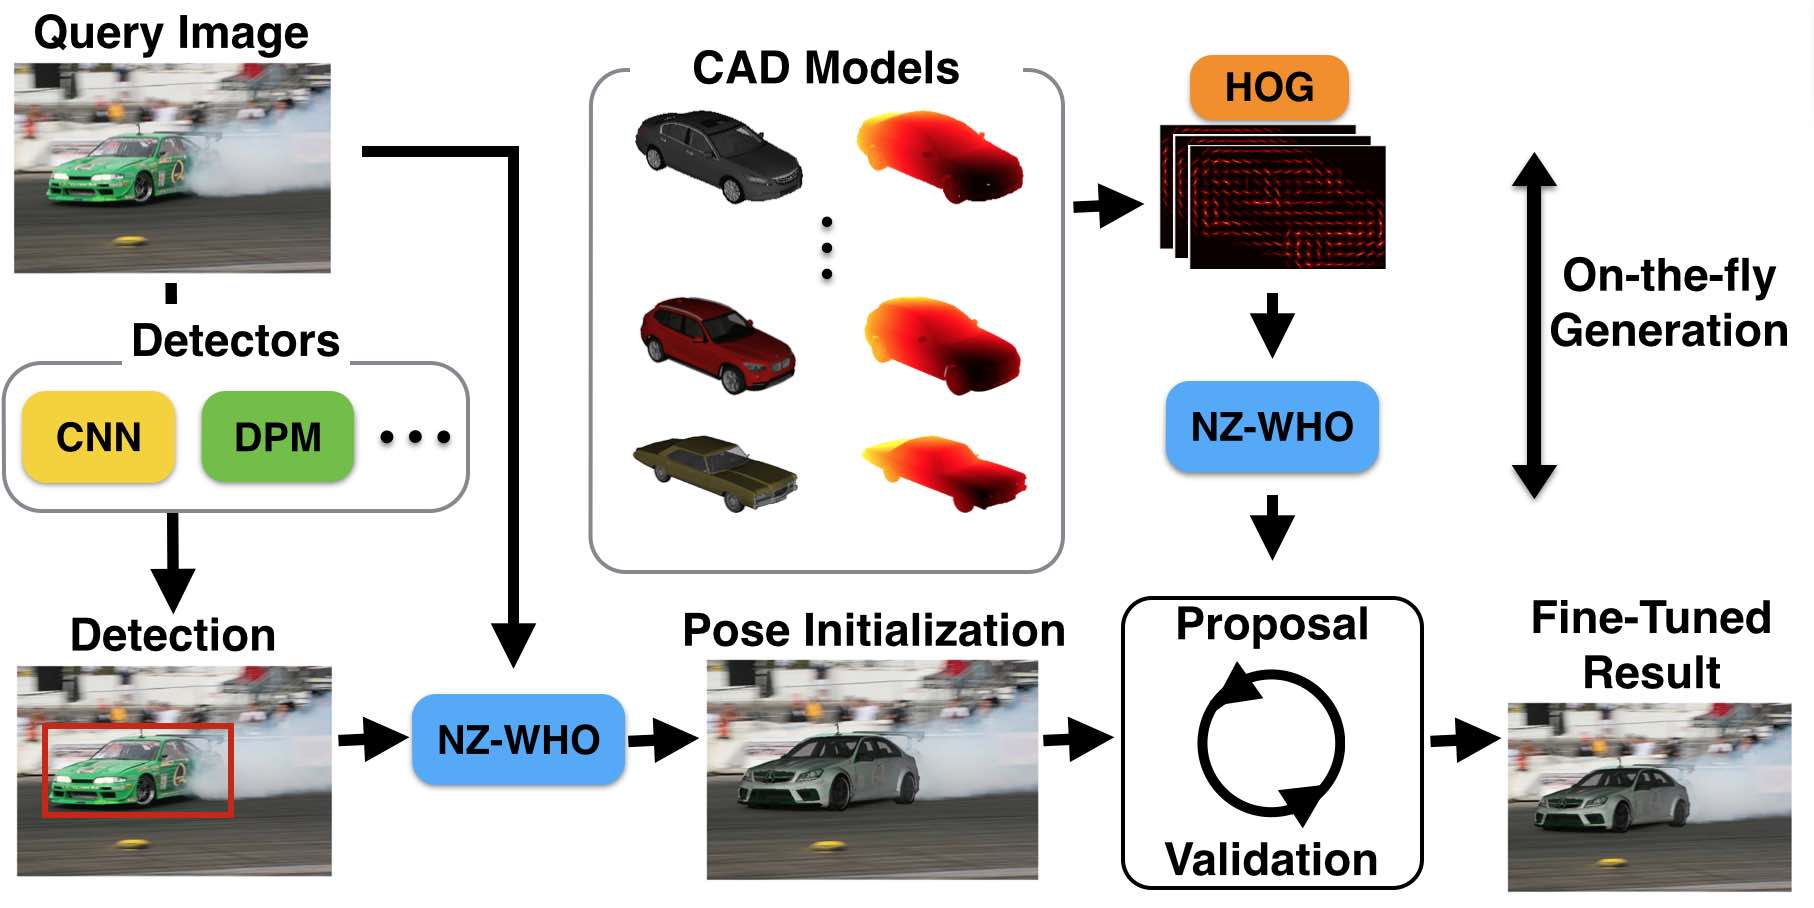 Query Image
CAD Models
HOG
On-the-fly
Generation
Detectors
CNN
DPM
NZ-WHO
Detection
NZ-WHO
Pose Initialization
Proposal
Validation
Fine-Tuned
Result